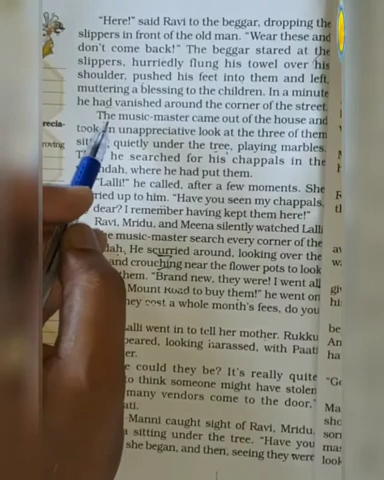 "Here!" said Ravi to the beggar, dropping the
slippers in front of the old man. "Wear these and
don't come back!" The beggar stared at the
slippers, hurriedly flung his towel over his
shoulder, pushed his feet into them and left,
muttering a blessing to the children. In a minute
he had vanished around the corner of the street.
The music-master came out of the house and
took an unappreciative look at the three of them
quietly under the tree, playing marbles.
he searched for his chappals in the
where he had put them.
"Lalli!" he called, after a few moments. She
up to him. "Have you seen my chappals,
dear? I remember having kept them here!"
Ravi, Mridu, and Meena silently watched Lalli
music-master search every corner of the
He scurried around, looking over the
and crouching near the flower pots to look
them. "Brand new, they were! I went all
Mount Road to buy them!" he went on
cost a whole month's fees, do you
went in to tell her mother. Rukku
looking harassed, with Paati
could they be? It's really quite
to think someone might have stolen
many vendors come to the door."
Manni caught sight of Ravi, Mridu,
sitting under the tree. "Have you
she began, and then, seeing they were
recia-
roving